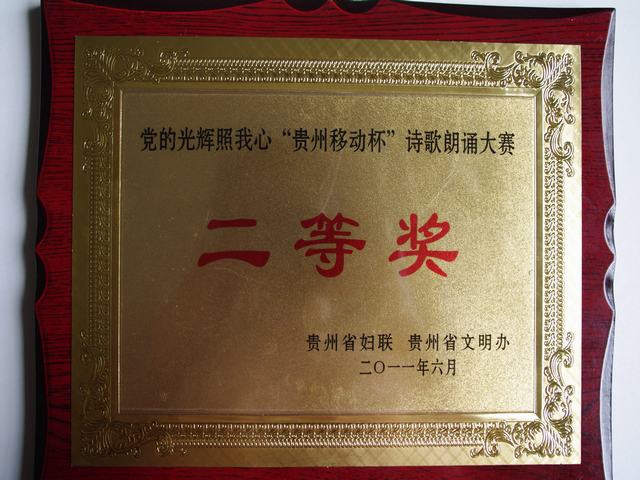 党的光辉照我心“贵州移动杯”诗歌朗诵大赛
二等奖
贵州省妇联 贵州省文明办
二〇一一年六月